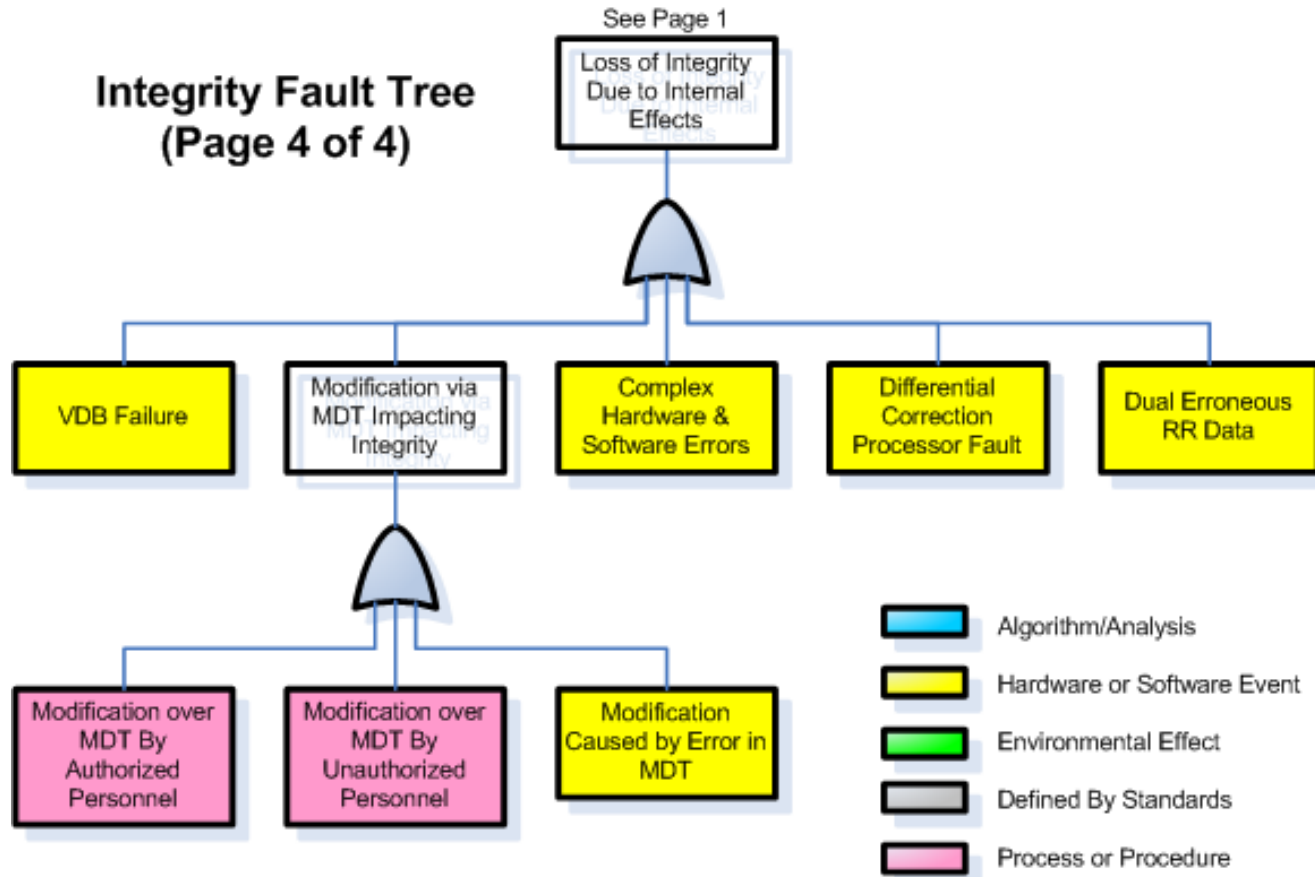 See Page 1
Integrity Fault Tree
(Page 4 of 4)
Loss of Integrity
Due to Internal
Effects
VDB Failure
Modification via
MDT Impacting
Integrity
Complex
Hardware &
Software Errors
Differential
Correction
Processor Fault
Dual Erroneous
RR Data
Modification over
MDT By
Authorized
Personnel
Modification over
MDT By
Unauthorized
Personnel
Modification
Caused by Error in
MDT
Algorithm/Analysis
Hardware or Software Event
Environmental Effect
Defined By Standards
Process or Procedure